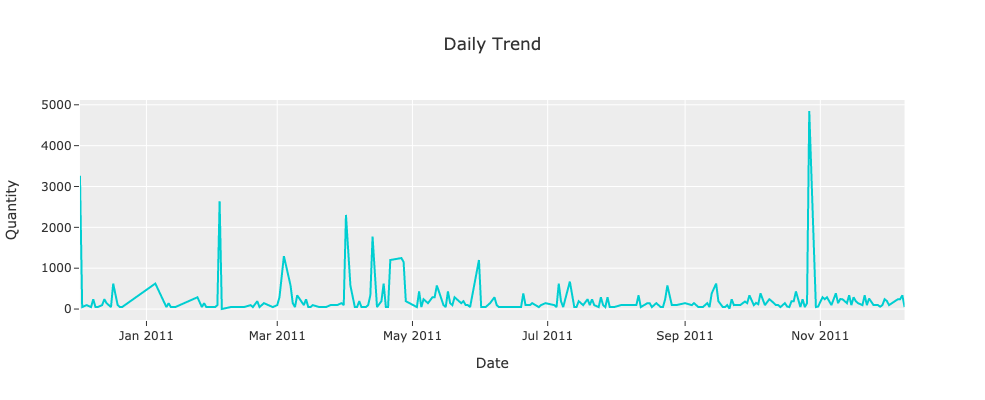 Daily Trend
Quantity
5000
4000
3000
2000
1000
0
Jan 2011
Mar 2011
May 2011
Jul 2011
Sep 2011
Nov 2011
Date